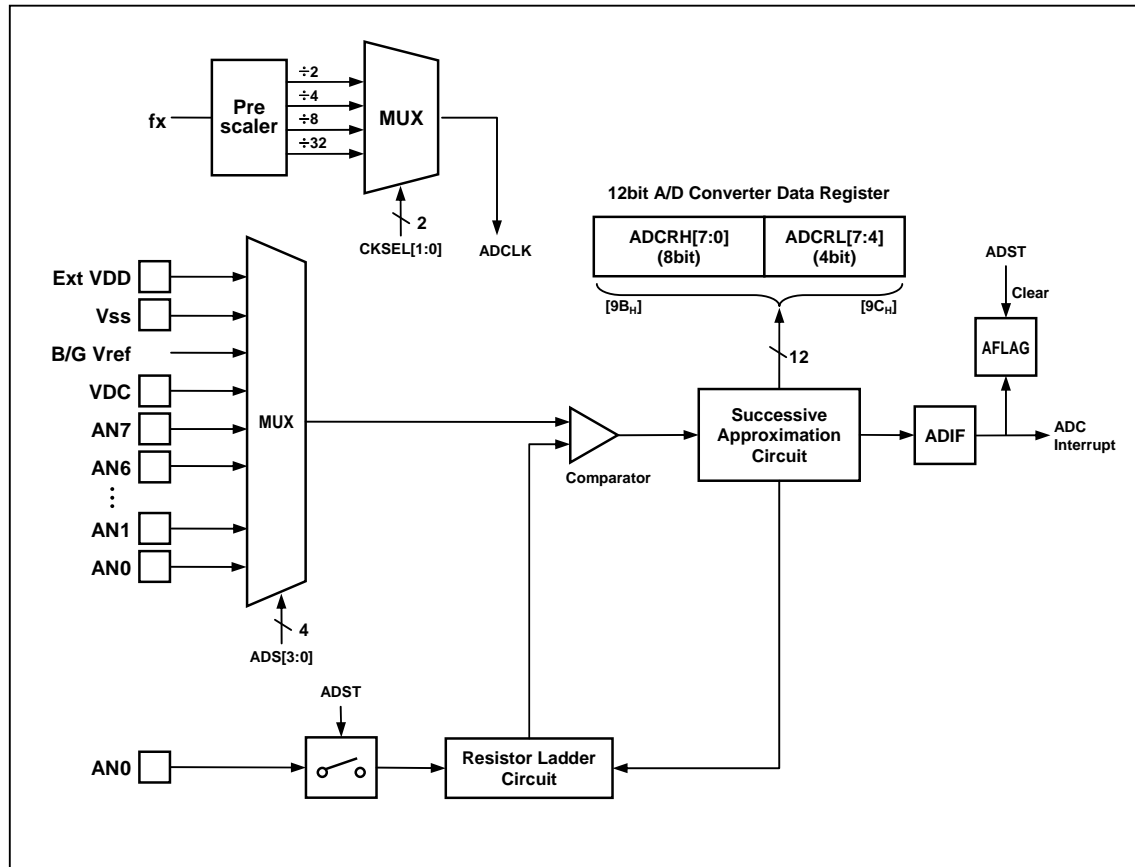 ÷2
÷4
÷8
÷32
fx
Pre
scaler
MUX
2
CKSEL[1:0]
ADCLK
12bit A/D Converter Data Register
ADCRH[7:0]
(8bit)
ADCRL[7:4]
(4bit)
[9BH]
[9CH]
ADST
Clear
AFLAG
12
Ext VDD
Vss
B/G Vref
VDC
AN7
AN6
AN1
AN0
MUX
4
ADS[3:0]
Comparator
Successive
Approximation
Circuit
ADIF
ADC
Interrupt
ADST
AN0
Resistor Ladder
Circuit